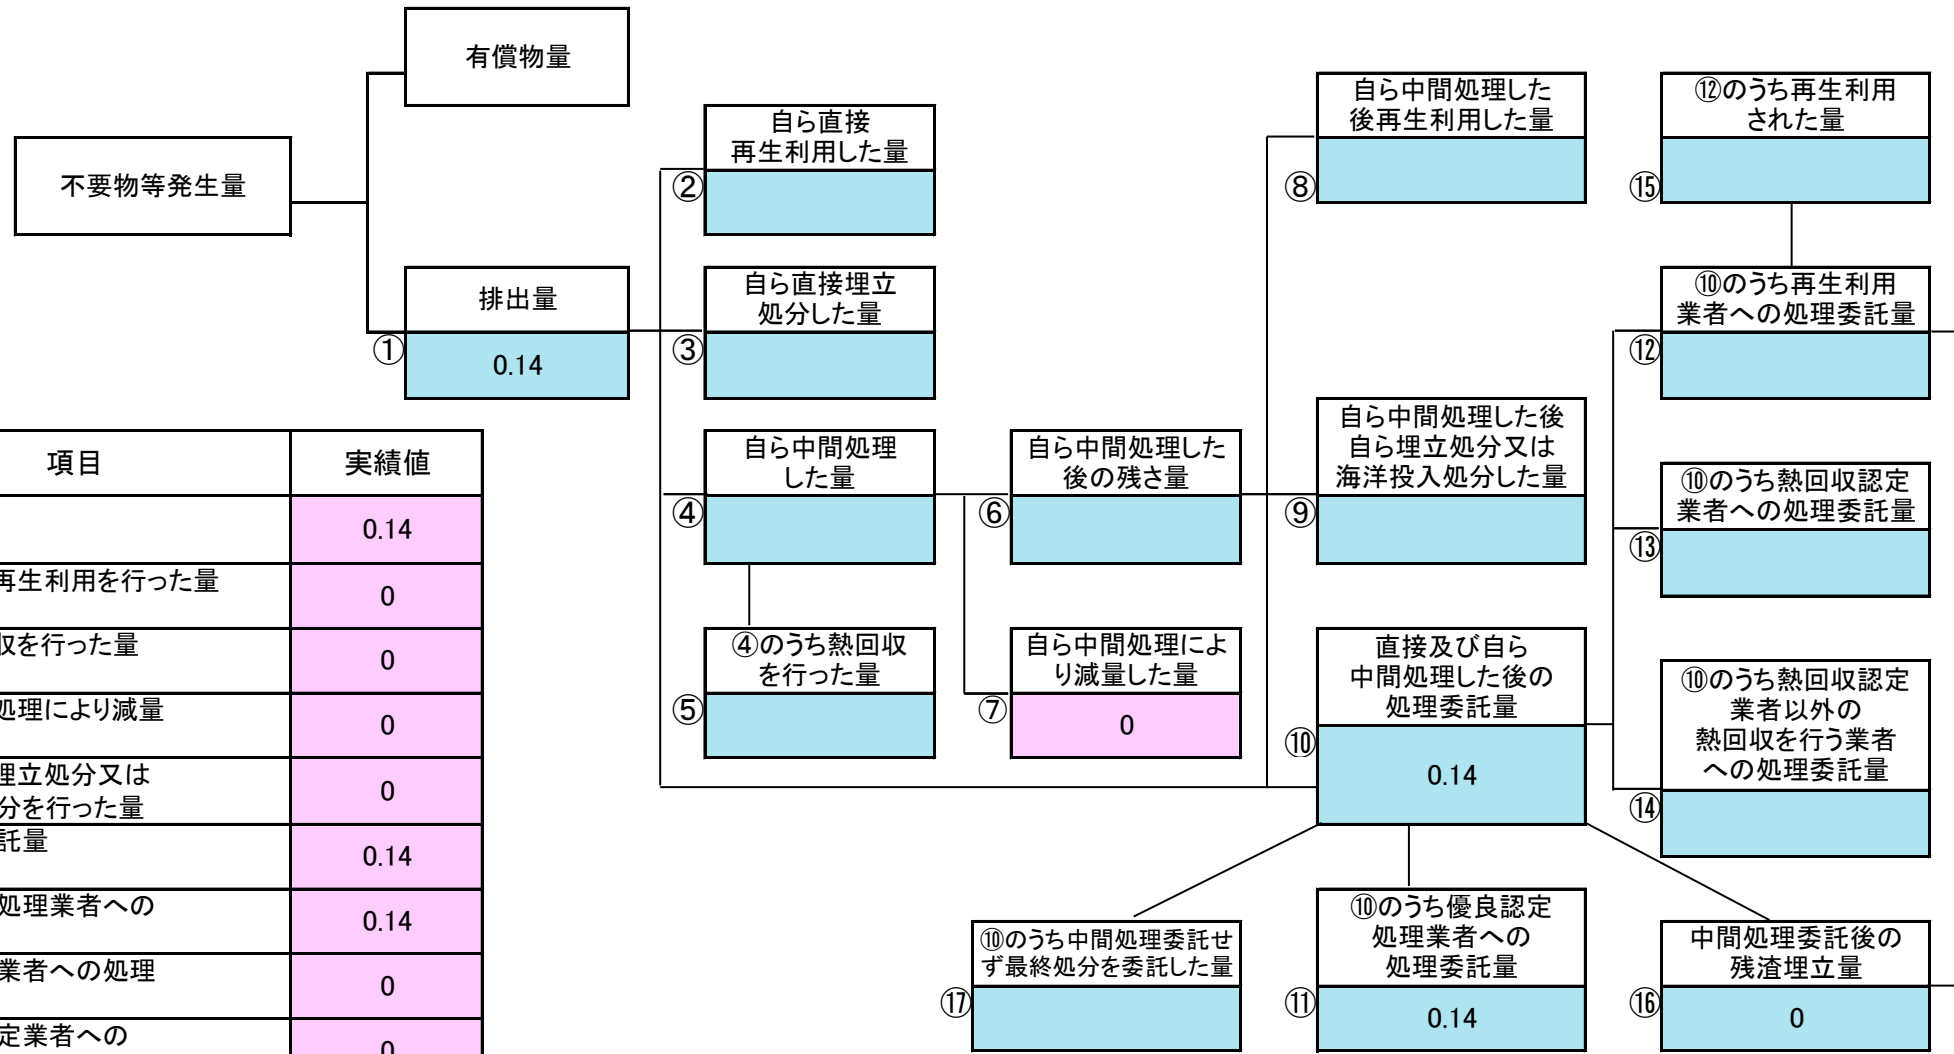 有償物量
不要物等発生量
排出量
①
0.14
自ら直接
再生利用した量
②
自ら直接埋立
処分した量
③
自ら中間処理
した量
④
④のうち熱回収
を行った量
⑤
自ら中間処理した
後の残さ量
⑥
自ら中間処理によ
り減量した量
⑦
0
自ら中間処理した
後再生利用した量
⑧
自ら中間処理した後
自ら埋立処分又は
海洋投入処分した量
⑨
直接及び自ら
中間処理した後の
処理委託量
⑩
0.14
⑫のうち再生利用
された量
⑮
⑩のうち再生利用
業者への処理委託量
⑫
⑩のうち熱回収認定
業者への処理委託量
⑬
⑩のうち熱回収認定
業者以外の
熱回収を行う業者
への処理委託量
⑭
⑩のうち中間処理委託せ
ず最終処分を委託した量
⑰
⑩のうち優良認定
処理業者への
処理委託量
⑪
0.14
中間処理委託後の
残渣埋立量
⑯
0
項目
実績値
0.14
再生利用を行った量
0
収を行った量
0
処理により減量
0
埋立処分又は
分を行った量
0
託量
0.14
処理業者への
0.14
業者への処理
0
定業者への
0